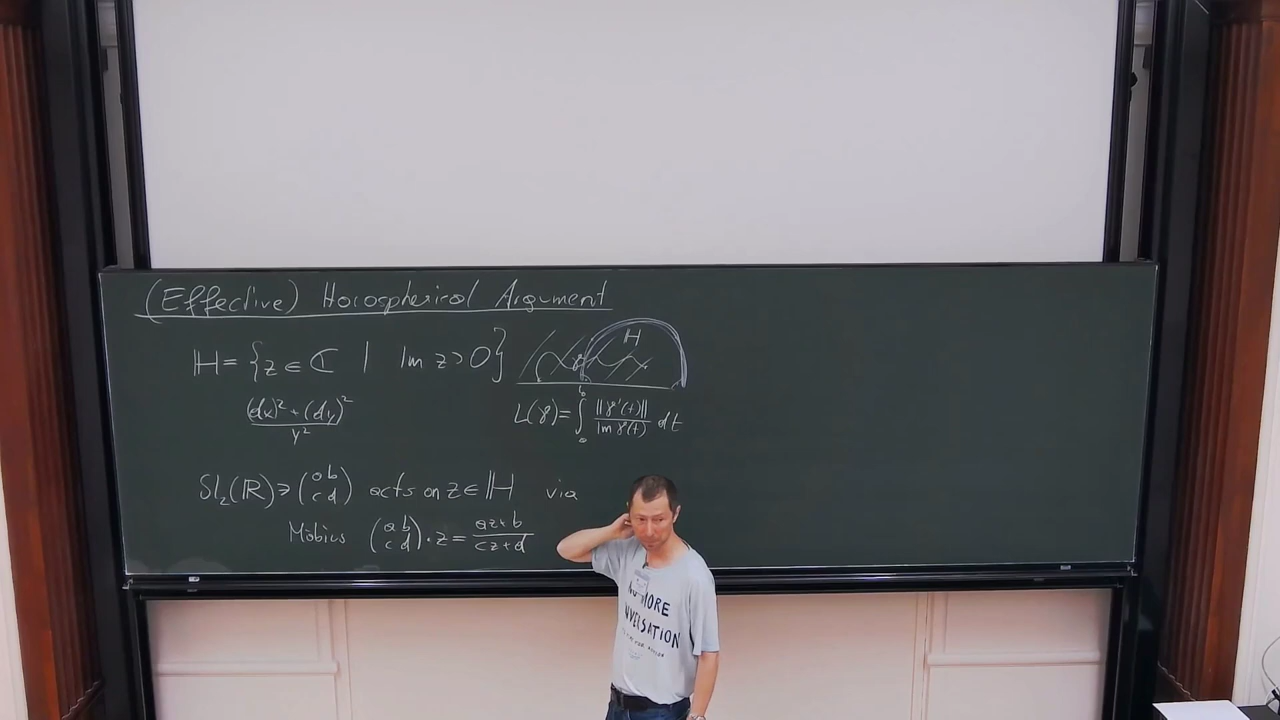 (Effective) Horospherical Argument
ℍ = {z ∈ ℂ | Im z > 0}
ℍ
(dx)² + (dy)² / y²
L(γ) = ∫ₐᵇ ||γ'(t)|| / Im γ(t) dt
SL₂(ℝ) ∋ (a b; c d) acts on z ∈ ℍ via
Möbius (a b; c d) · z = az+b / cz+d
MORE